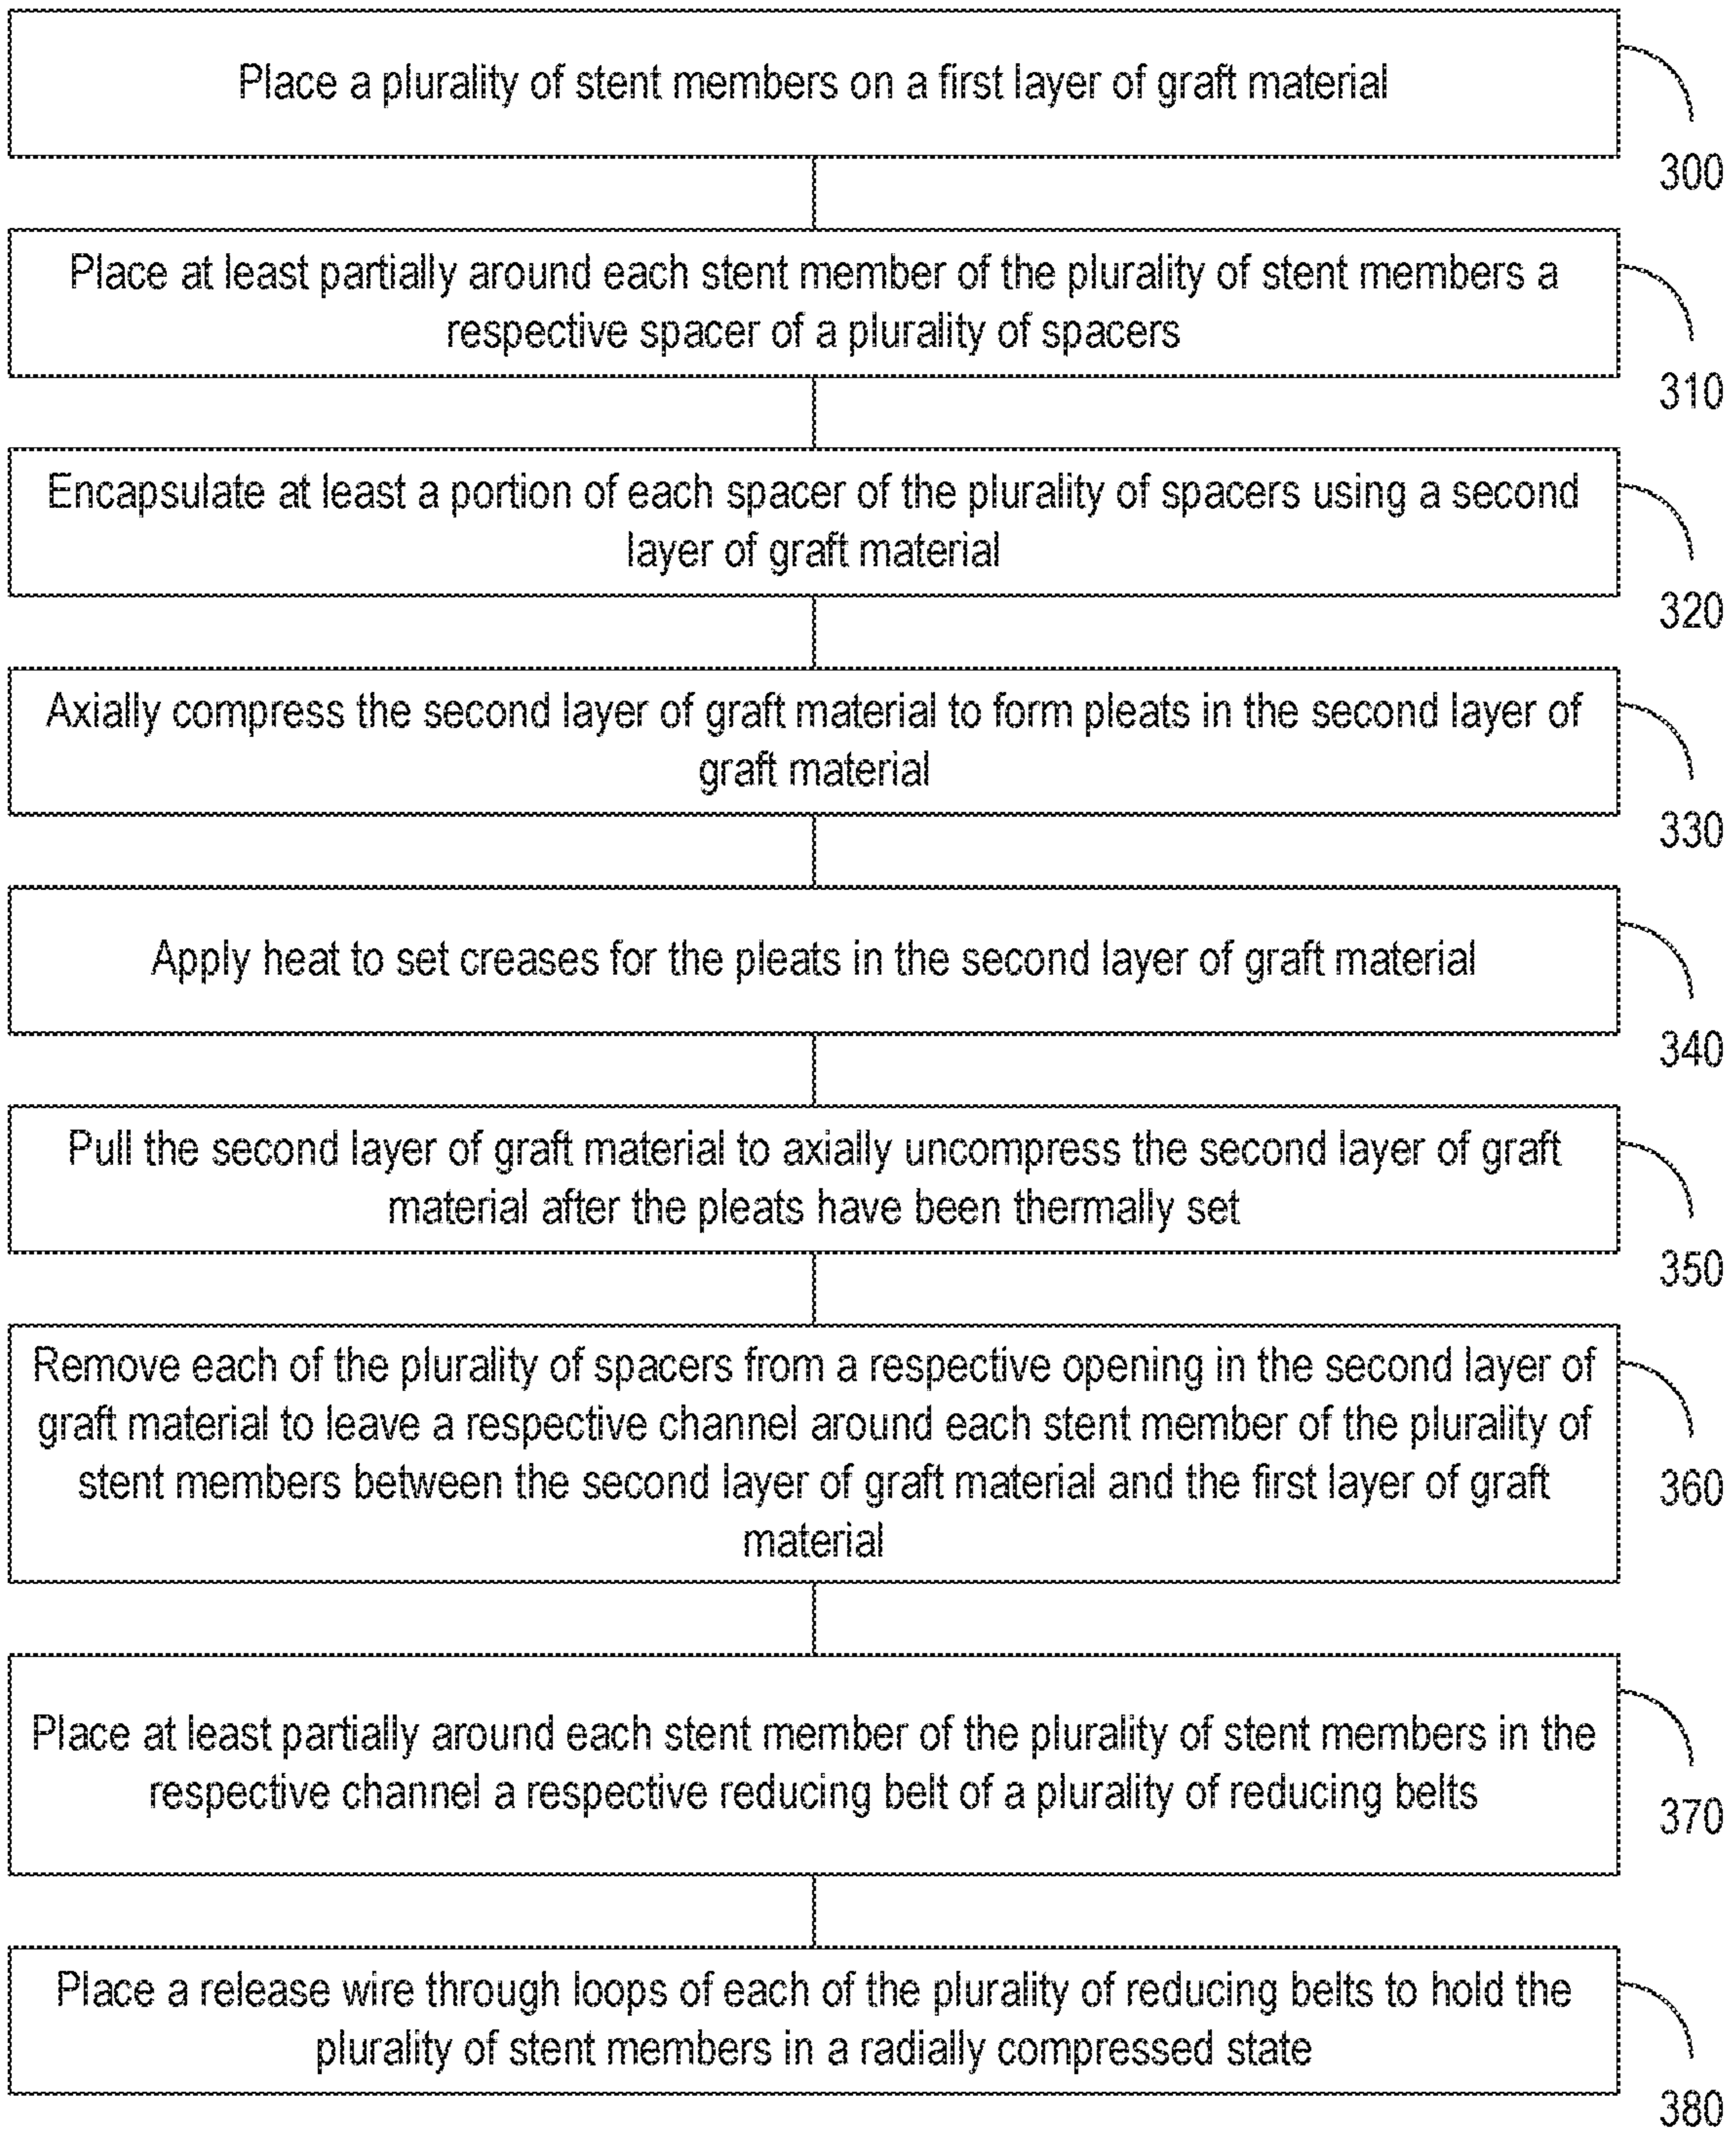 Place a plurality of stent members on a first layer of graft material
300
Place at least partially around each stent member of the plurality of stent members a
respective spacer of a plurality of spacers
310
Encapsulate at least a portion of each spacer of the plurality of spacers using a second
layer of graft material
320
Axially compress the second layer of graft material to form pleats in the second layer of
graft material
330
Apply heat to set creases for the pleats in the second layer of graft material
340
Pull the second layer of graft material to axially uncompress the second layer of graft
material after the pleats have been thermally set
350
Remove each of the plurality of spacers from a respective opening in the second layer of
graft material to leave a respective channel around each stent member of the plurality of
stent members between the second layer of graft material and the first layer of graft
material
360
Place at least partially around each stent member of the plurality of stent members in the
respective channel a respective reducing belt of a plurality of reducing belts
370
Place a release wire through loops of each of the plurality of reducing belts to hold the
plurality of stent members in a radially compressed state
380